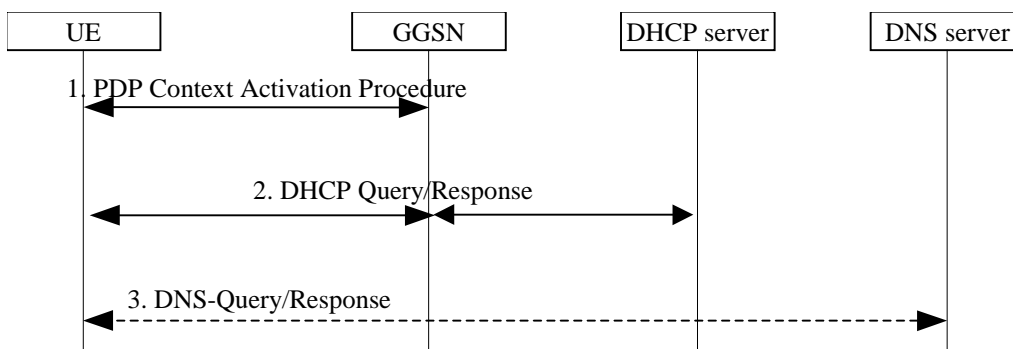 UE
GGSN
DHCP server
DNS server
1. PDP Context Activation Procedure
2. DHCP Query/Response
3. DNS-Query/Response